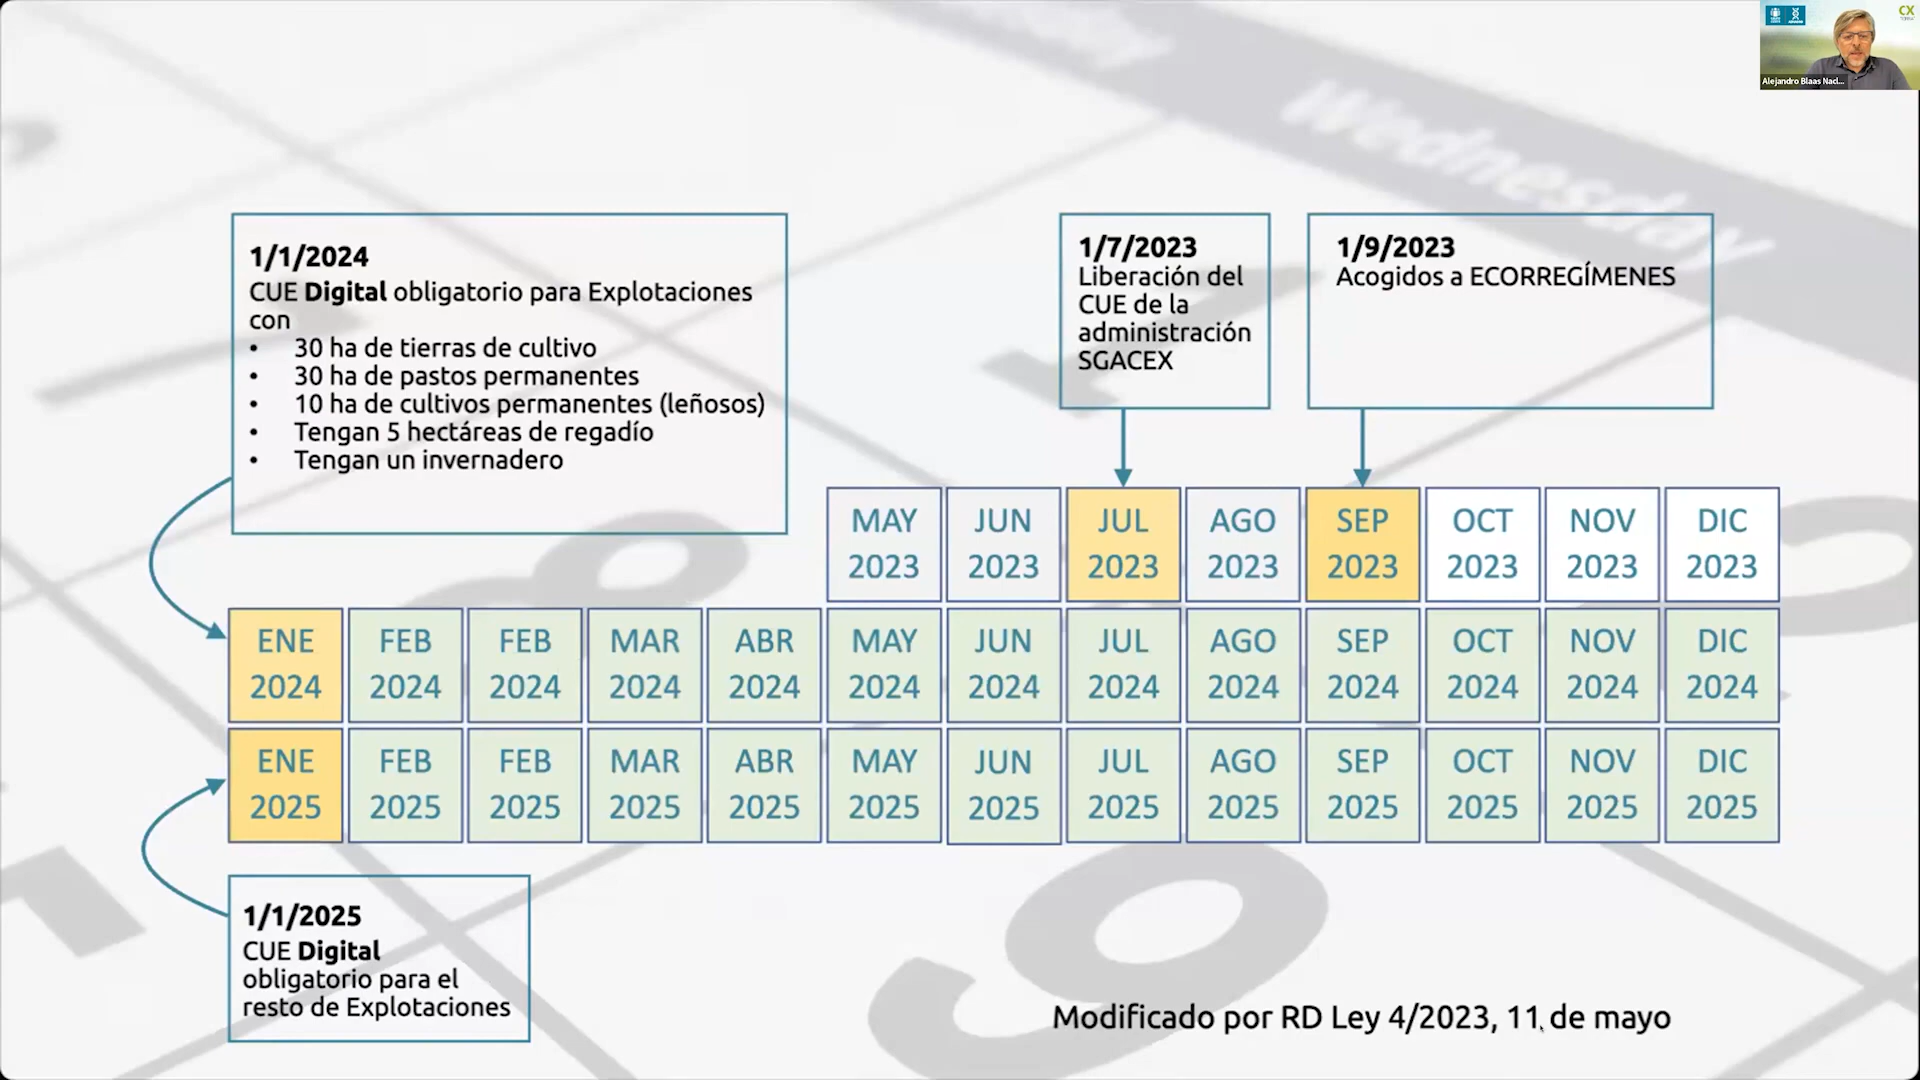 Wednesday
CX
Alejandro Blaas Nacl...
1/1/2024
CUE Digital obligatorio para Explotaciones
con
• 30 ha de tierras de cultivo
• 30 ha de pastos permanentes
• 10 ha de cultivos permanentes (leñosos)
• Tengan 5 hectáreas de regadío
• Tengan un invernadero
1/7/2023
Liberación del
CUE de la
administración
SGACEX
1/9/2023
Acogidos a ECORREGÍMENES
MAY 2023 JUN 2023 JUL 2023 AGO 2023 SEP 2023 OCT 2023 NOV 2023 DIC 2023
ENE 2024 FEB 2024 FEB 2024 MAR 2024 ABR 2024 MAY 2024 JUN 2024 JUL 2024 AGO 2024 SEP 2024 OCT 2024 NOV 2024 DIC 2024
ENE 2025 FEB 2025 FEB 2025 MAR 2025 ABR 2025 MAY 2025 JUN 2025 JUL 2025 AGO 2025 SEP 2025 OCT 2025 NOV 2025 DIC 2025
1/1/2025
CUE Digital
obligatorio para el
resto de Explotaciones
Modificado por RD Ley 4/2023, 11 de mayo